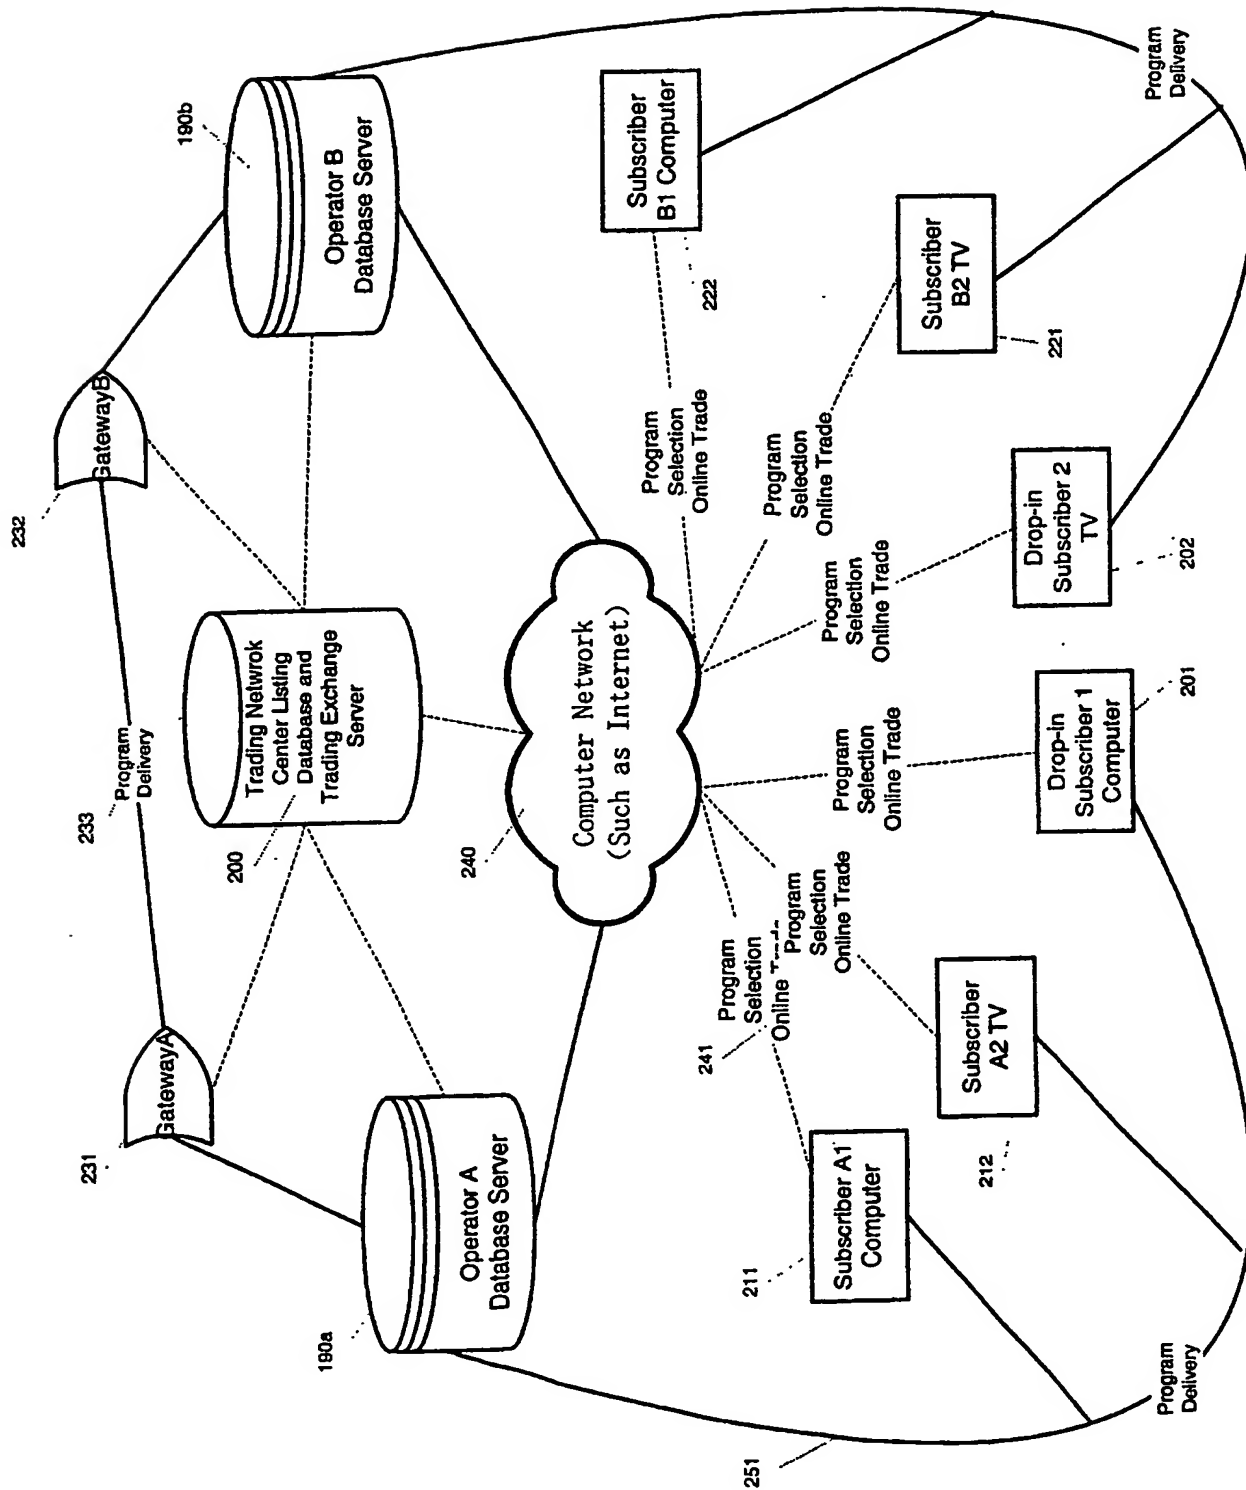 232
GatewayB
190b
Operator B
Database Server
233
Program
Delivery
Trading Netwrok
Center Listing
Database and
Trading Exchange
Server
200
231
GatewayA
190a
Operator A
Database Server
240
Computer Network
(Such as Internet)
Subscriber
B1 Computer
222
Program
Selection
Online Trade
Subscriber
B2 TV
221
Program
Selection
Online Trade
Drop-in
Subscriber 2
TV
202
Program
Selection
Online Trade
Drop-in
Subscriber 1
Computer
201
Program
Selection
Online Trade
Subscriber
A2 TV
212
Program
Selection
Online Trade
Subscriber A1
Computer
211
Program
Selection
Online
241
251
Program
Delivery
Program
Delivery